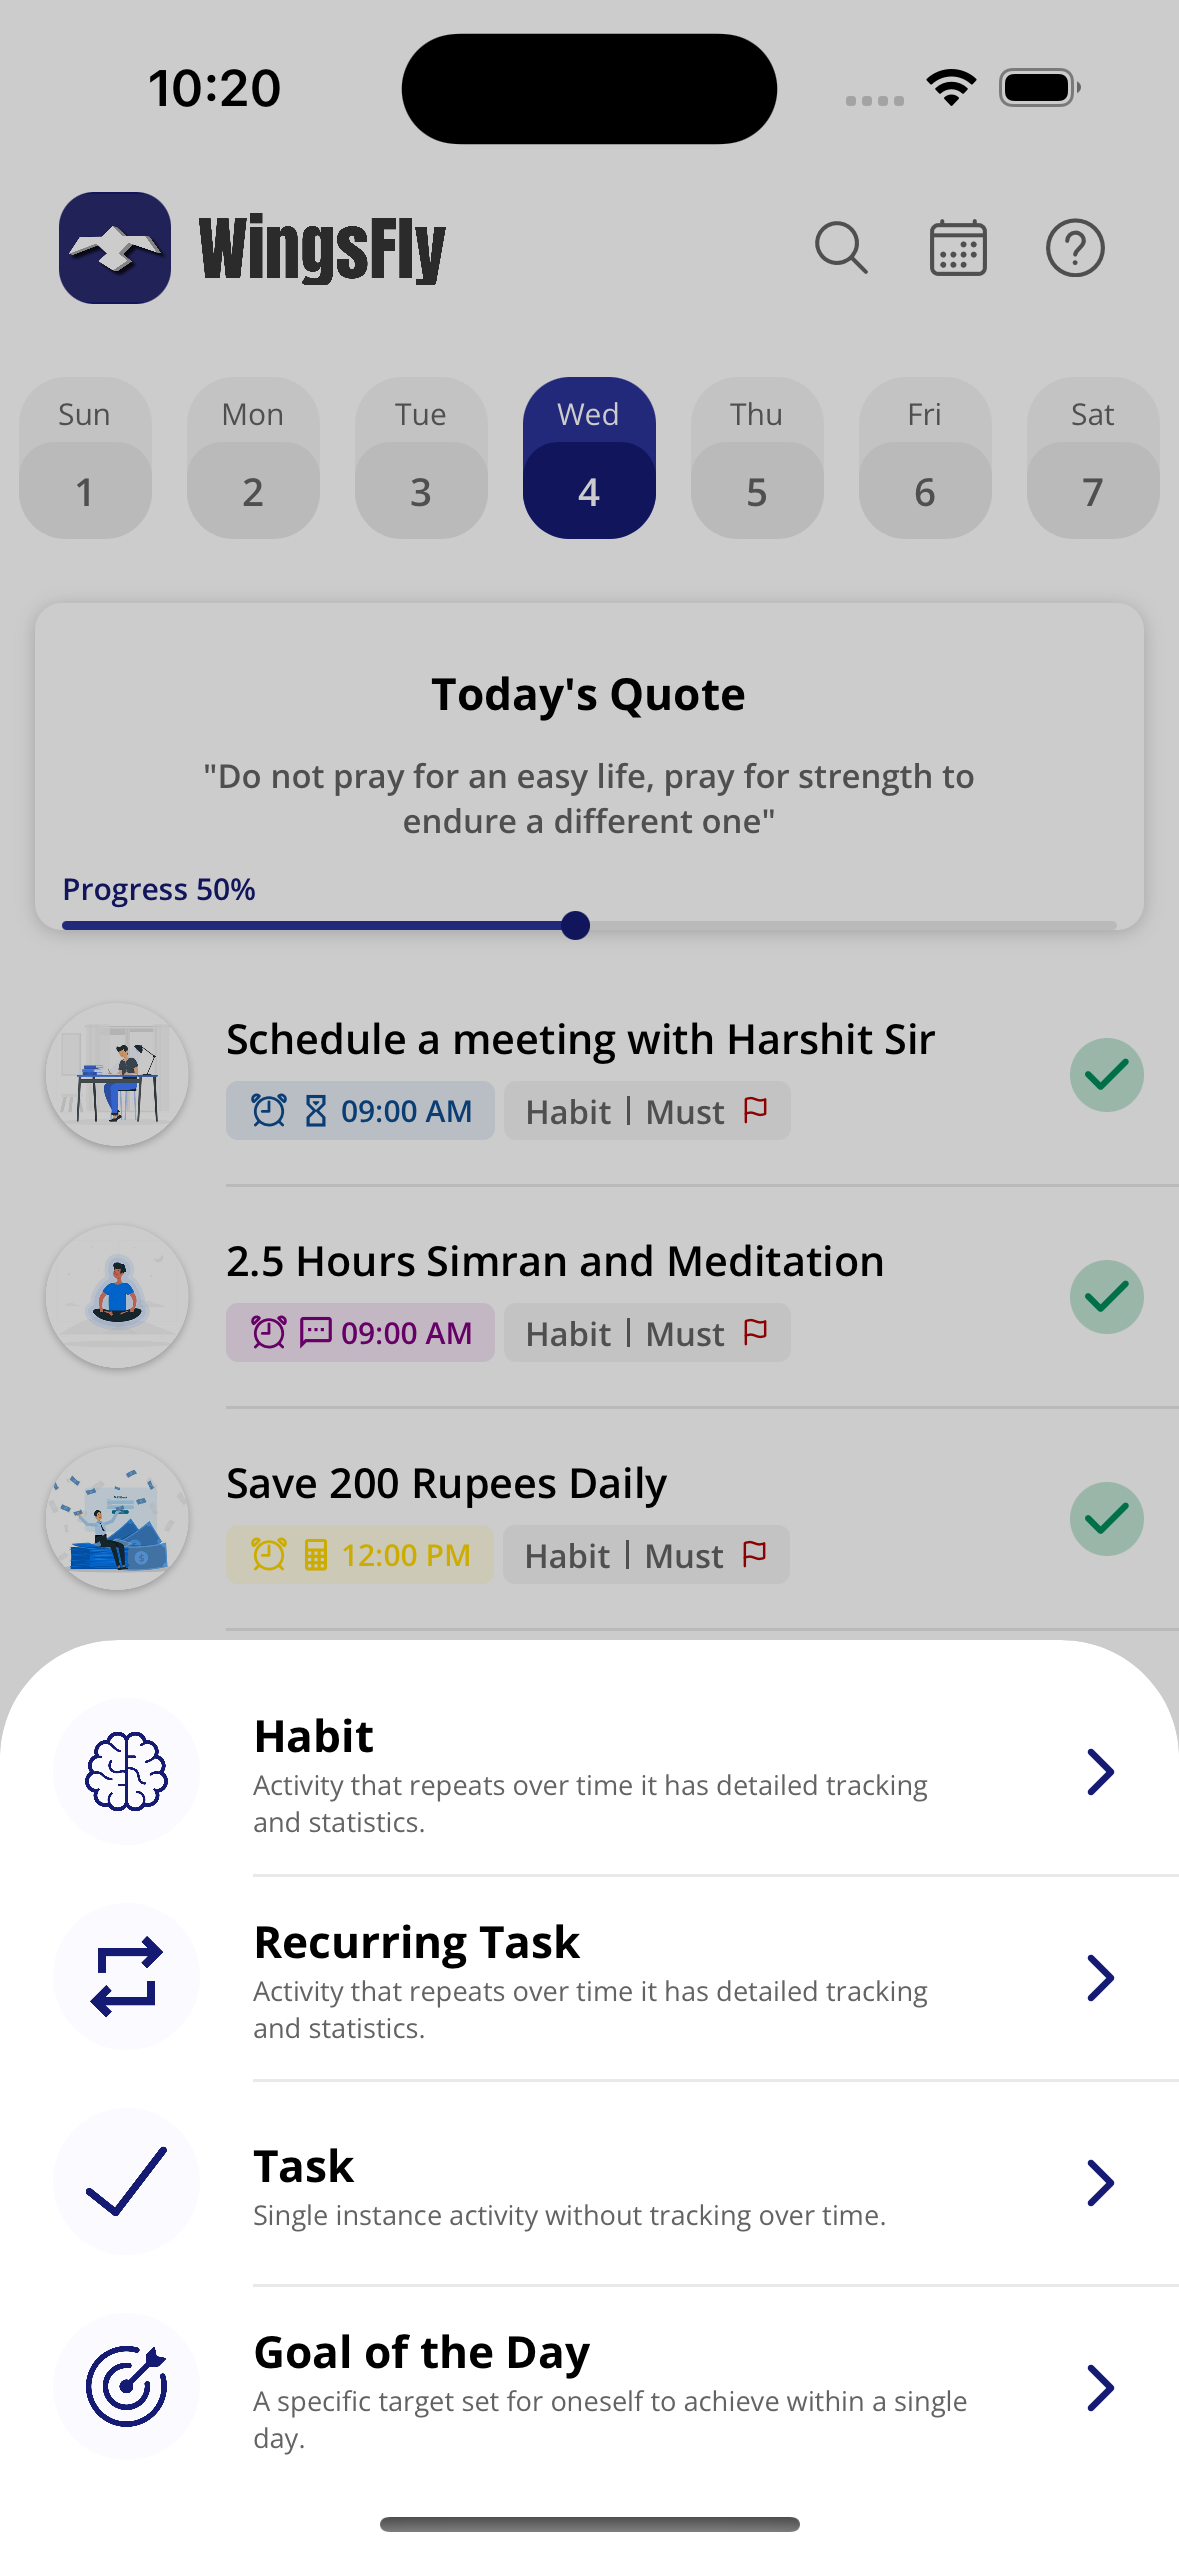 10:20
WingsFly
Sun Mon Tue Wed Thu Fri Sat
1 2 3 4 5 6 7
Today's Quote
"Do not pray for an easy life, pray for strength to
endure a different one"
Progress 50%
Schedule a meeting with Harshit Sir
09:00 AM Habit | Must
2.5 Hours Simran and Meditation
09:00 AM Habit | Must
Save 200 Rupees Daily
12:00 PM Habit | Must
Habit
Activity that repeats over time it has detailed tracking
and statistics.
Recurring Task
Activity that repeats over time it has detailed tracking
and statistics.
Task
Single instance activity without tracking over time.
Goal of the Day
A specific target set for oneself to achieve within a single
day.